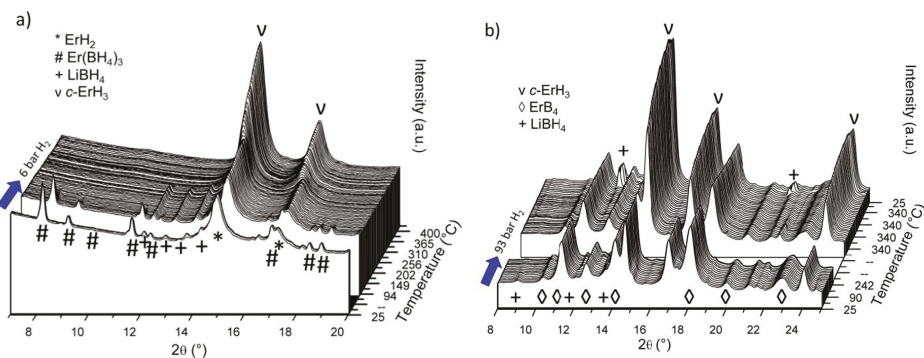 a)
* ErH2
# Er(BH4)3
+ LiBH4
ν c-ErH3
ν
ν
Intensity (a.u.)
6 bar H2
# # # # + # + + + * # * # #
400
365
310
256
202
149
94
--
25
Temperature (°C)
8 10 12 14 16 18 20
2θ (°)
b)
ν c-ErH3
◊ ErB4
+ LiBH4
ν
ν
ν
+
+
Intensity (a.u.)
93 bar H2
25
340
340
340
340
--
242
90
25
Temperature (°C)
+ ◊ ◊ + ◊ + ◊ ◊ ◊ ◊
8 10 12 14 16 18 20 22 24
2θ (°)